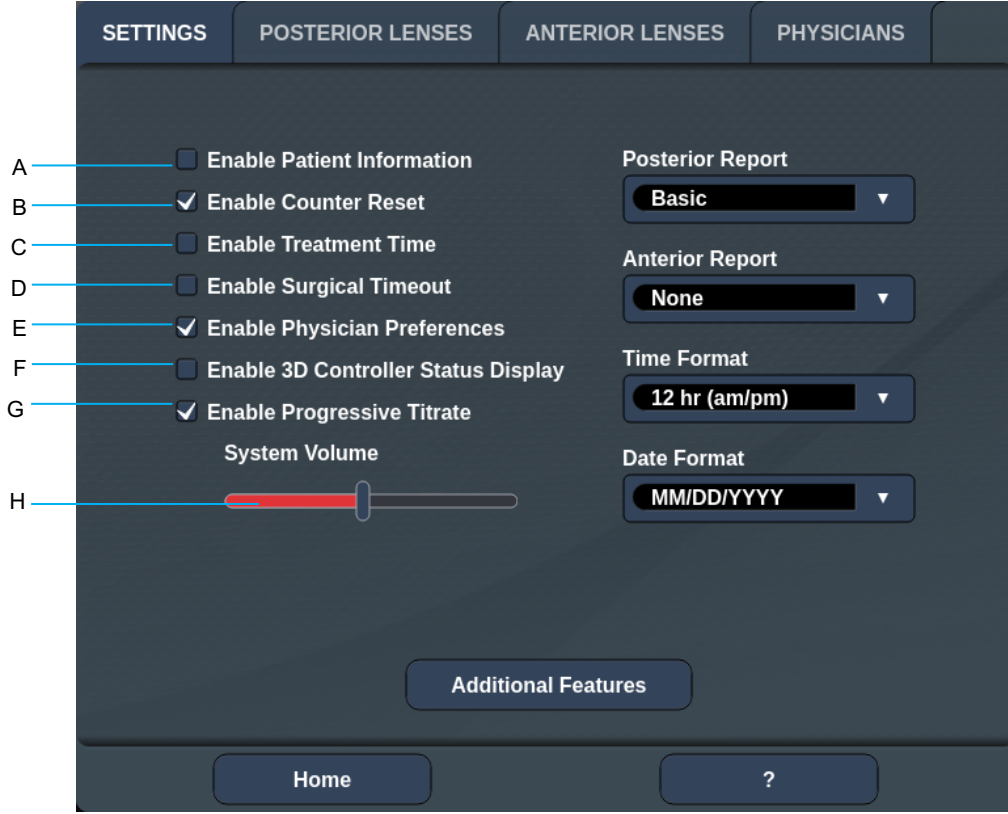 SETTINGS POSTERIOR LENSES ANTERIOR LENSES PHYSICIANS
A Enable Patient Information
B Enable Counter Reset
C Enable Treatment Time
D Enable Surgical Timeout
E Enable Physician Preferences
F Enable 3D Controller Status Display
G Enable Progressive Titrate
System Volume
H
Posterior Report
Basic
Anterior Report
None
Time Format
12 hr (am/pm)
Date Format
MM/DD/YYYY
Additional Features
Home ?